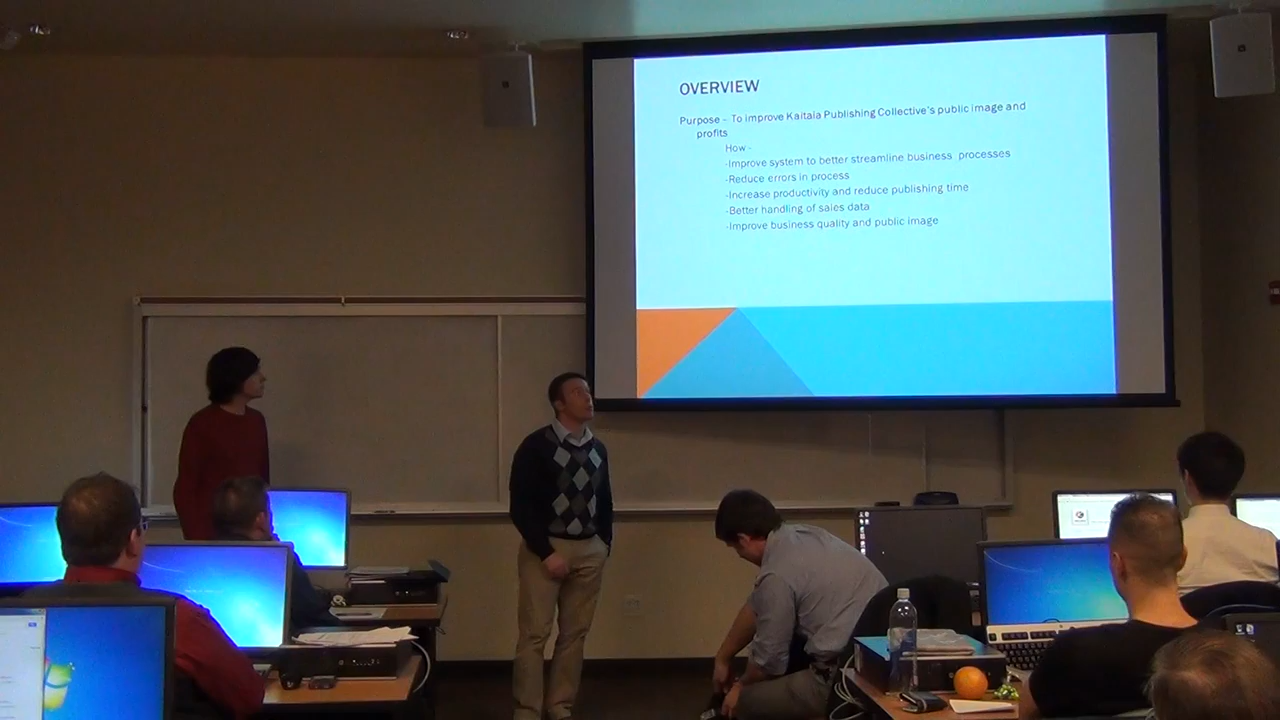 OVERVIEW
Purpose – To improve Kaitala Publishing Collective's public image and
profits
How -
-Improve system to better streamline business processes
-Reduce errors in process
-Increase productivity and reduce publishing time
-Better handling of sales data
-Improve business quality and public image